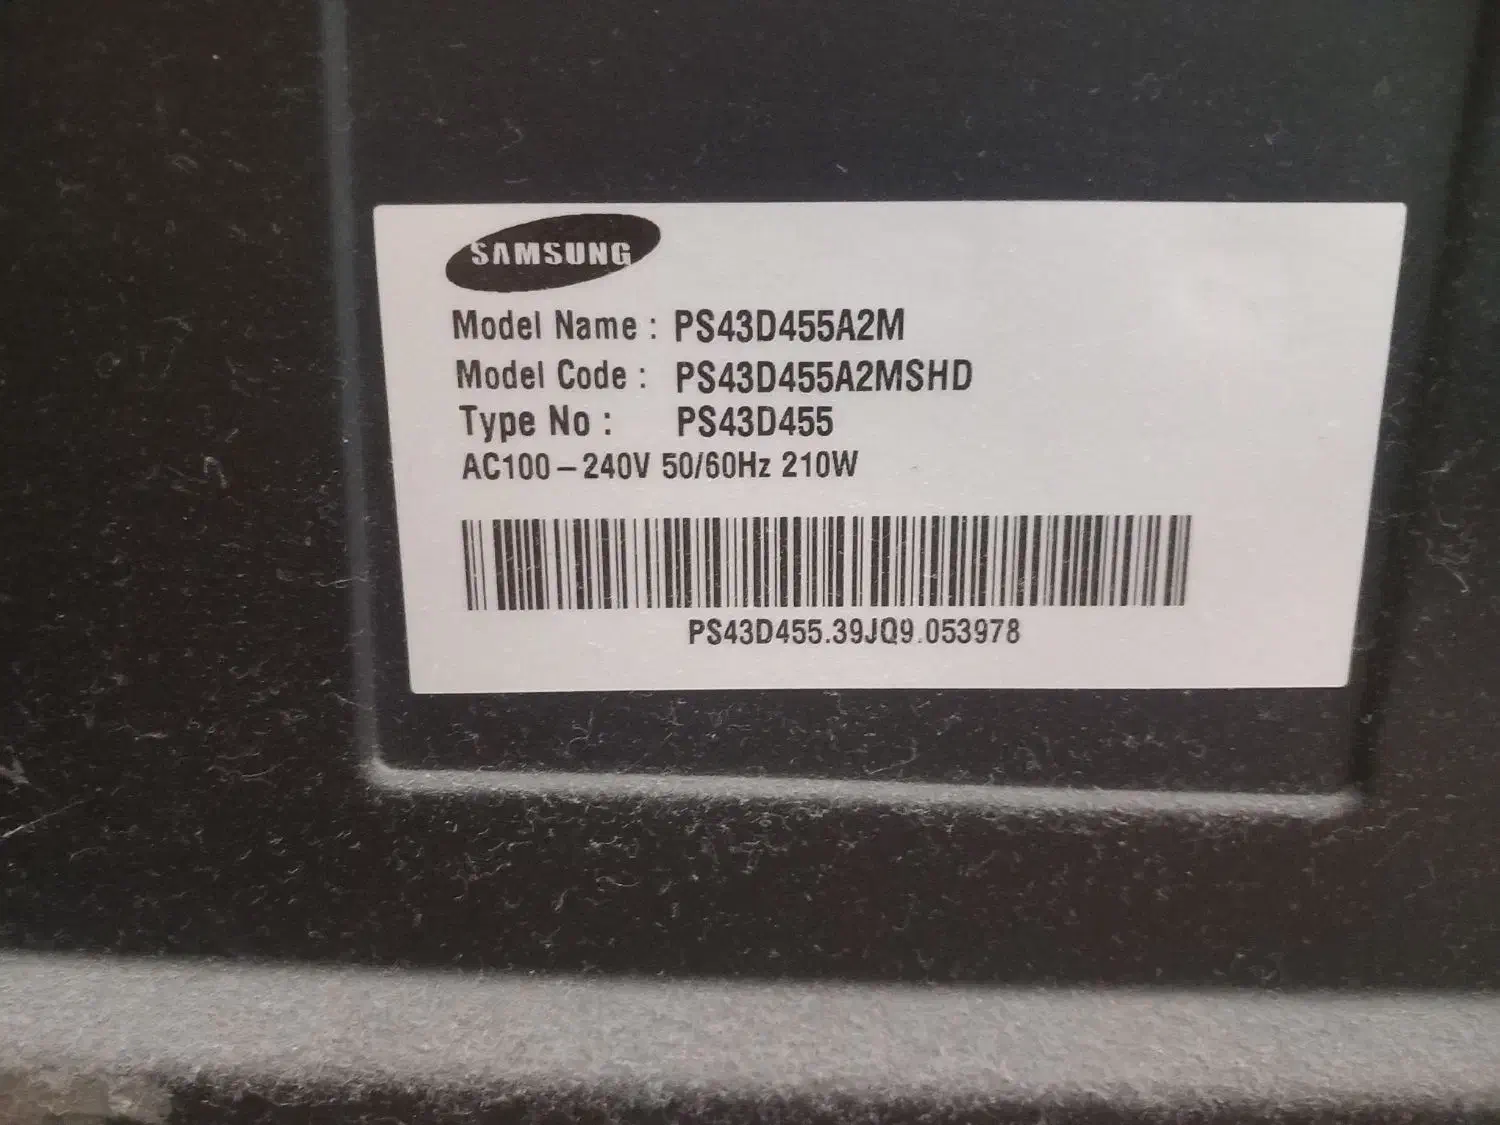 SAMSUNG
Model Name : PS43D455A2M
Model Code : PS43D455A2MSHD
Type No : PS43D455
AC100-240V 50/60Hz 210W
PS43D455.39JQ9.053978